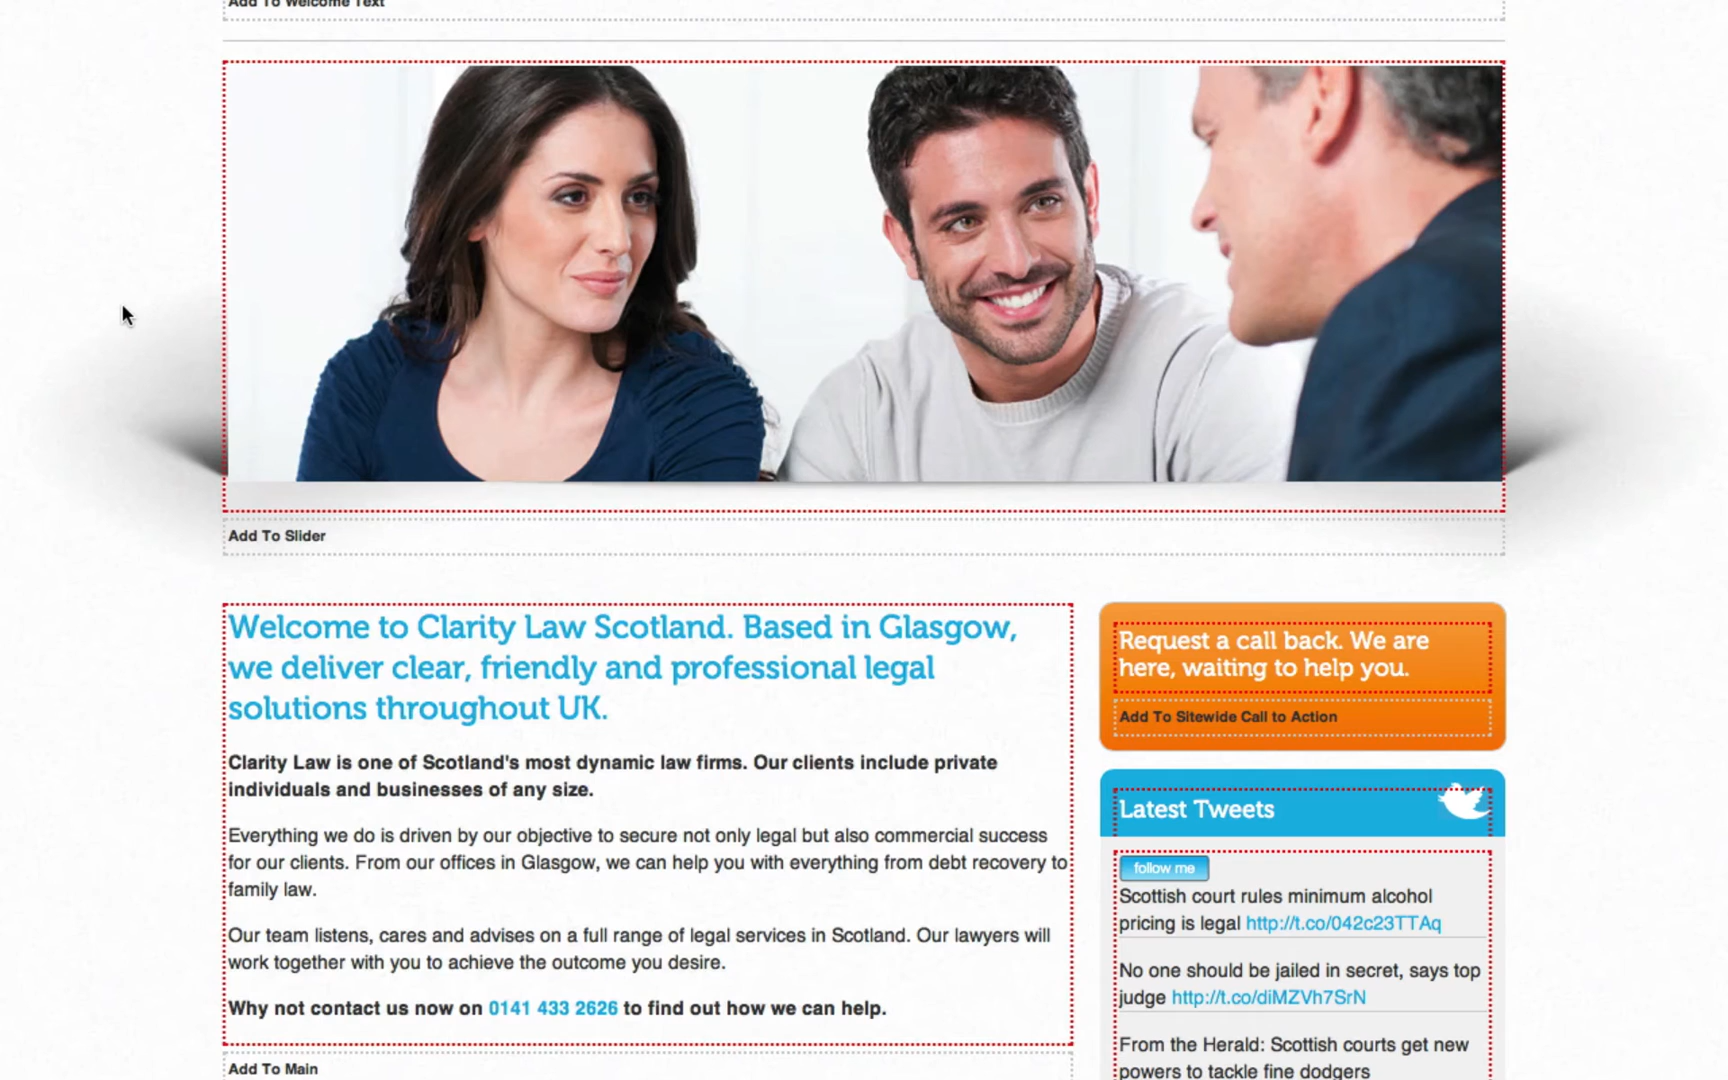 Add To Welcome Text
Add To Slider
Welcome to Clarity Law Scotland. Based in Glasgow,
we deliver clear, friendly and professional legal
solutions throughout UK.
Clarity Law is one of Scotland's most dynamic law firms. Our clients include private
individuals and businesses of any size.
Everything we do is driven by our objective to secure not only legal but also commercial success
for our clients. From our offices in Glasgow, we can help you with everything from debt recovery to
family law.
Our team listens, cares and advises on a full range of legal services in Scotland. Our lawyers will
work together with you to achieve the outcome you desire.
Why not contact us now on 0141 433 2626 to find out how we can help.
Add To Main
Request a call back. We are
here, waiting to help you.
Add To Sitewide Call to Action
Latest Tweets
follow me
Scottish court rules minimum alcohol
pricing is legal http://t.co/042c23TTAq
No one should be jailed in secret, says top
judge http://t.co/diMZVh7SrN
From the Herald: Scottish courts get new
powers to tackle fine dodgers